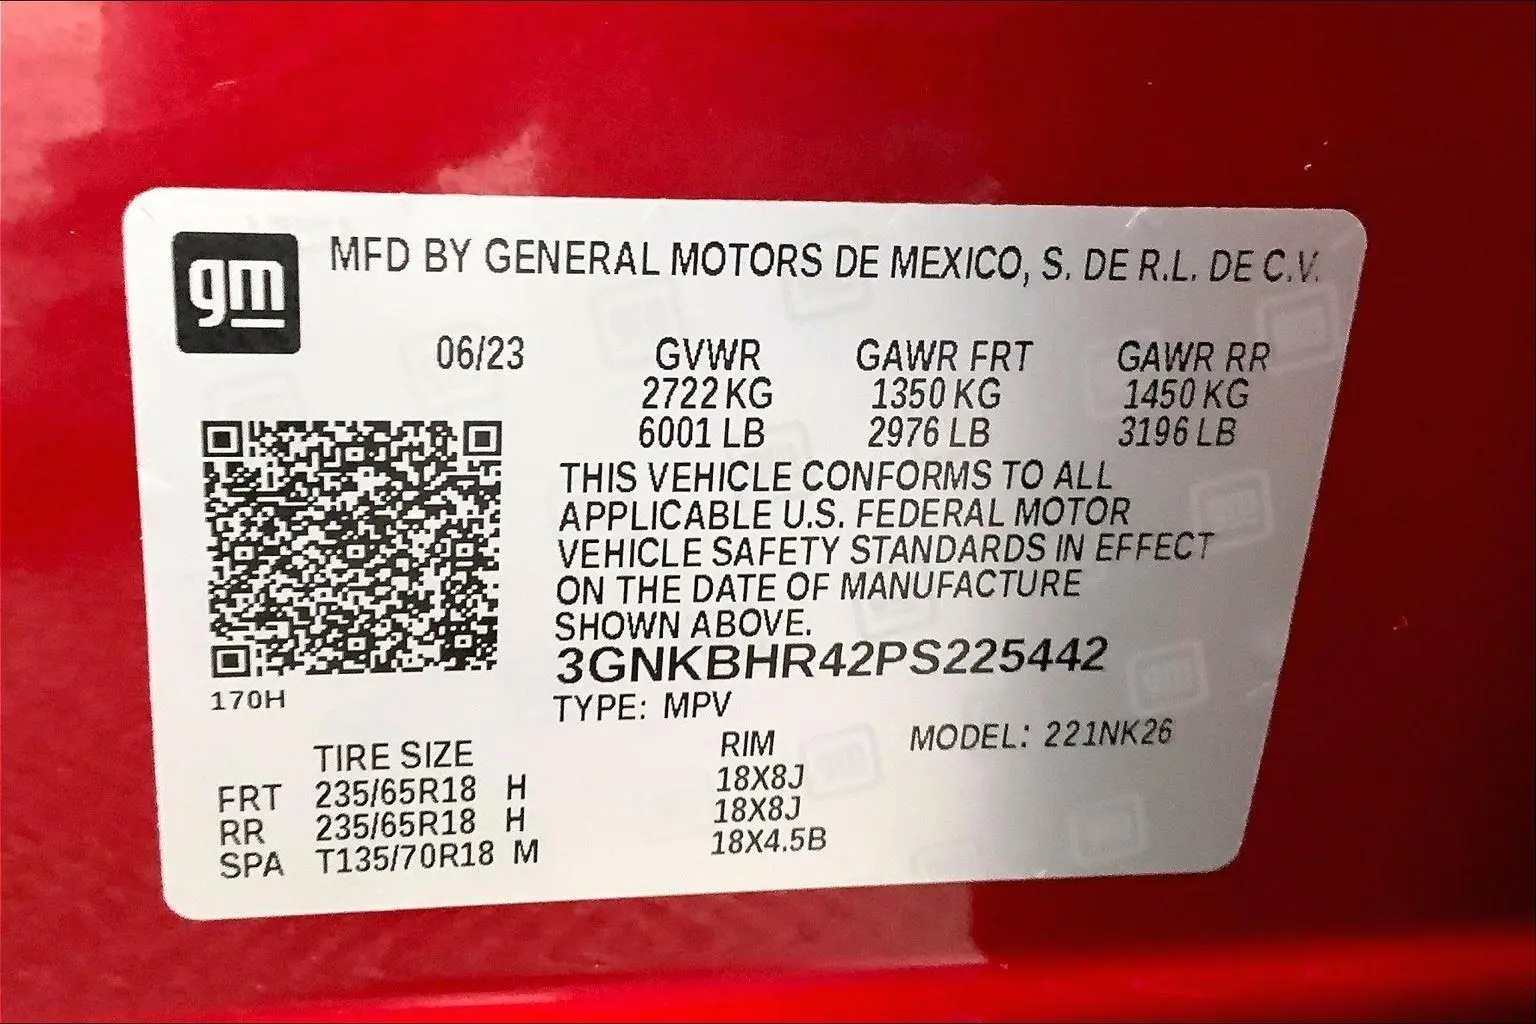 gm
MFD BY GENERAL MOTORS DE MEXICO, S. DE R.L. DE C.V.
06/23 GVWR GAWR FRT GAWR RR
2722 KG 1350 KG 1450 KG
6001 LB 2976 LB 3196 LB
THIS VEHICLE CONFORMS TO ALL
APPLICABLE U.S. FEDERAL MOTOR
VEHICLE SAFETY STANDARDS IN EFFECT
ON THE DATE OF MANUFACTURE
SHOWN ABOVE.
3GNKBHR42PS225442
170H
TYPE: MPV
TIRE SIZE RIM MODEL: 221NK26
FRT 235/65R18 H 18X8J
RR 235/65R18 H 18X8J
SPA T135/70R18 M 18X4.5B